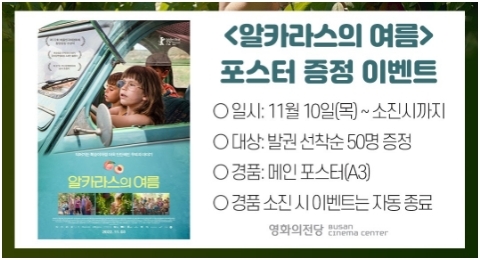 <알카라스의 여름>
포스터 증정 이벤트
○ 일시: 11월 10일(목) ~ 소진시까지
○ 대상: 발권 선착순 50명 증정
○ 경품: 메인 포스터(A3)
○ 경품 소진 시 이벤트는 자동 종료
영화의전당 BUSAN CINEMA CENTER
알카라스의 여름